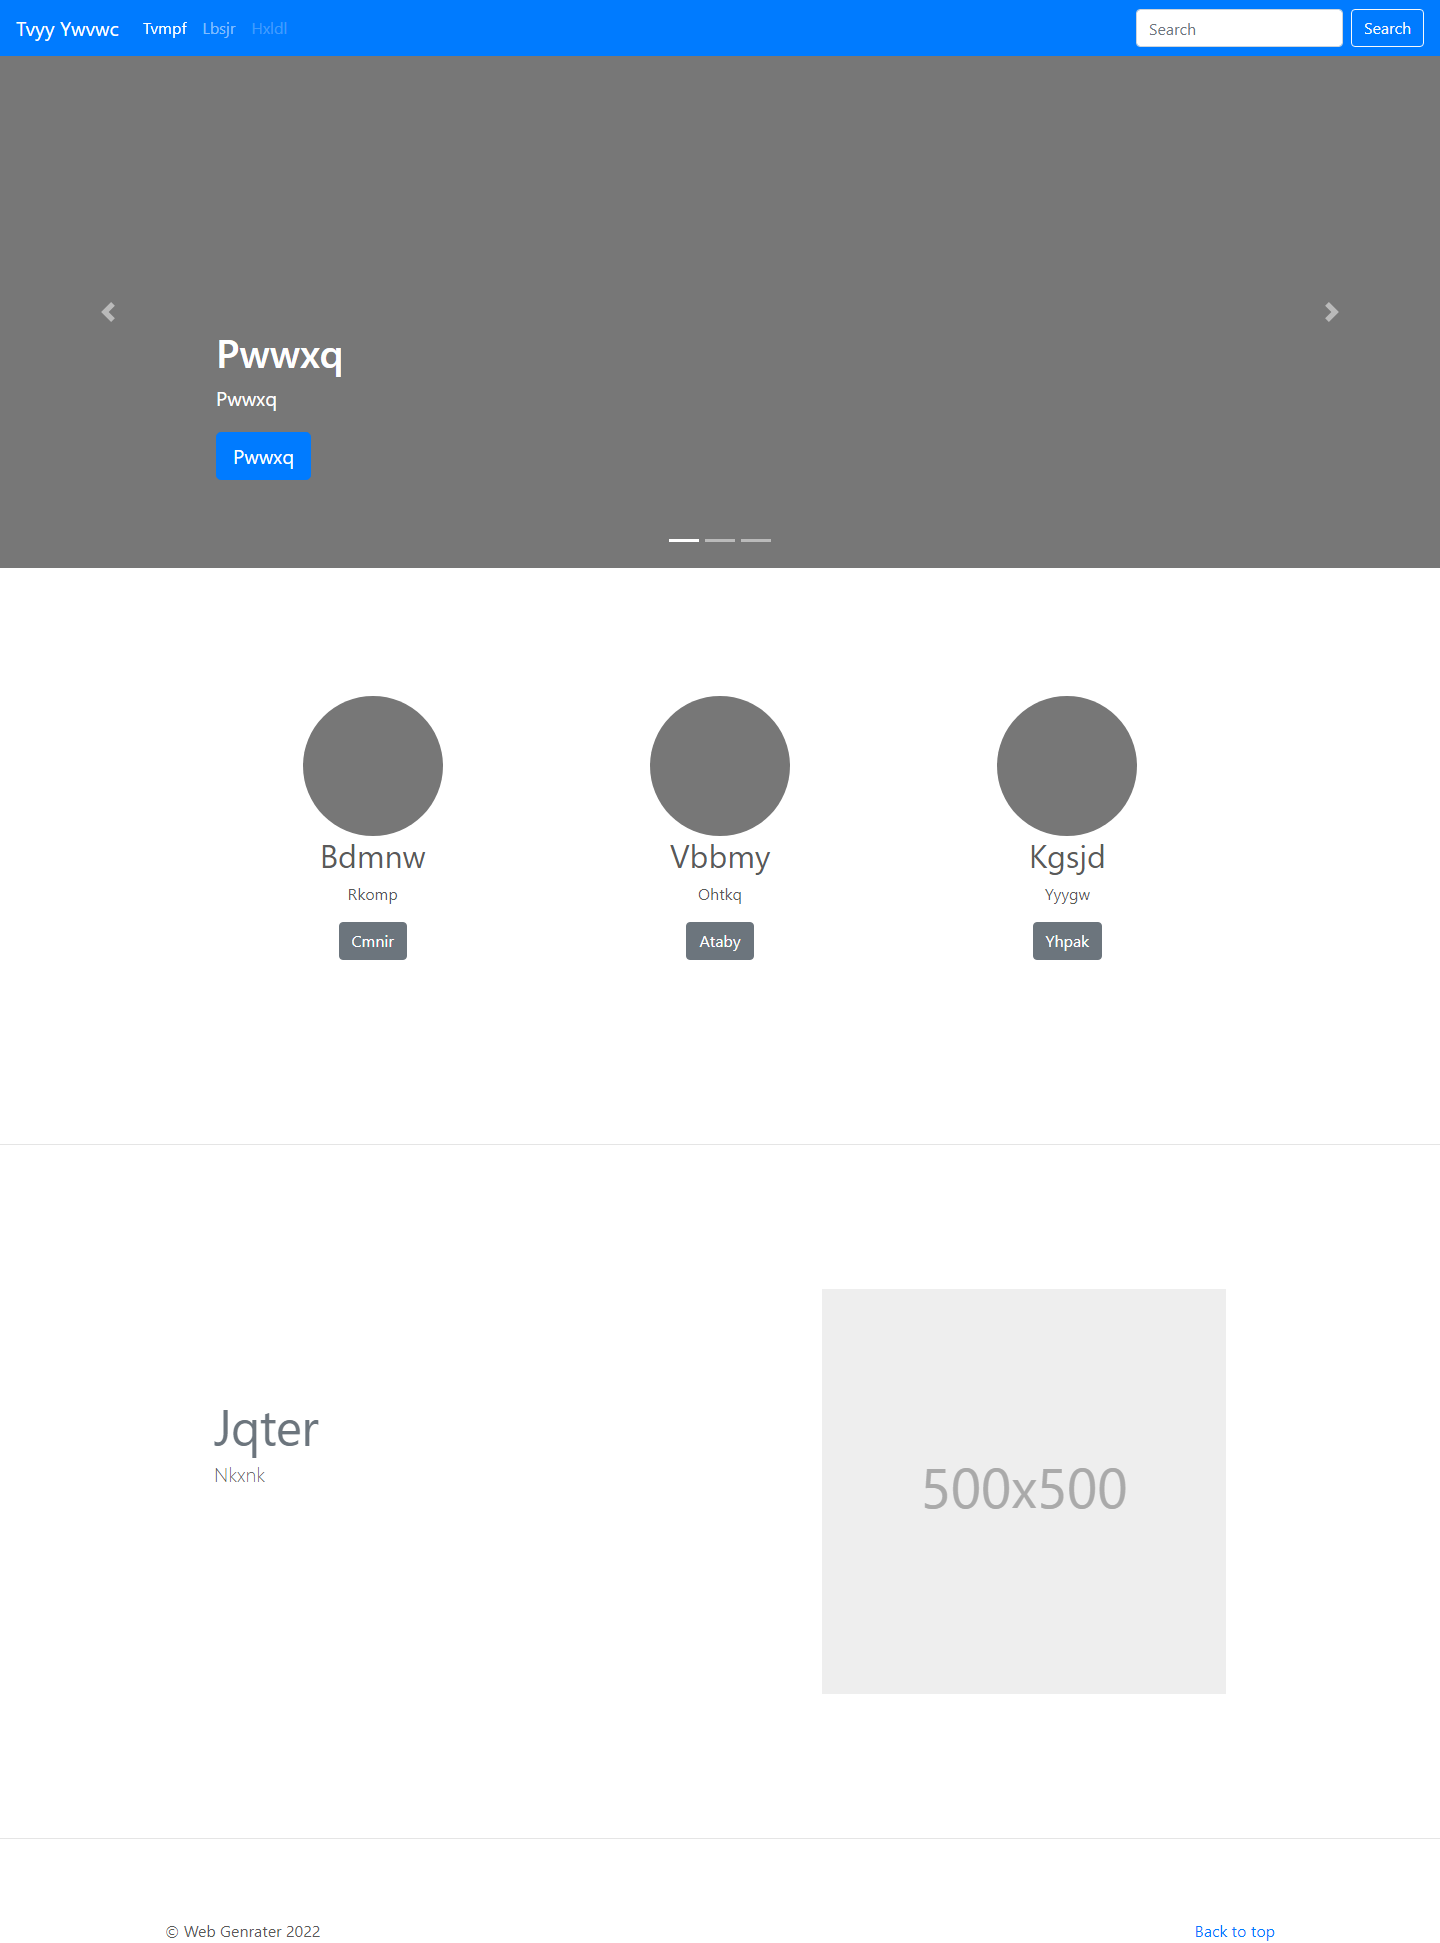 Tvyy Ywvwc Tvmpf Lbsjr Hxldl Search Search
Pwwxq
Pwwxq
Pwwxq
Bdmnw Vbbmy Kgsjd
Rkomp Ohtkq Yyygw
Cmnir Ataby Yhpak
Jqter
Nkxnk
500x500
© Web Genrater 2022 Back to top